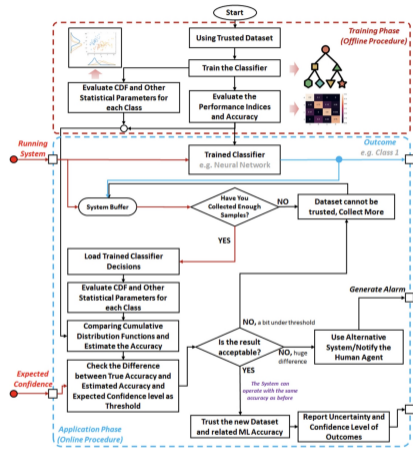 Start
Training Phase
(Offline Procedure)
Using Trusted Dataset
Train the Classifier
Evaluate CDF and Other
Statistical Parameters for
each Class
Evaluate the
Performance Indices
and Accuracy
Running
System
Trained Classifier
e.g. Neural Network
Outcome
e.g. Class 1
System Buffer
Have You
Collected Enough
Samples?
NO
Dataset cannot be
trusted, Collect More
YES
Load Trained Classifier
Decisions
Evaluate CDF and Other
Statistical Parameters for
each Class
Generate Alarm
Comparing Cumulative
Distribution Functions and
Estimate the Accuracy
NO, a bit under threshold
Is the result
acceptable?
NO, huge
difference
Use Alternative
System/Notify the
Human Agent
Expected
Confidence
Check the Difference
between True Accuracy and
Estimated Accuracy and
Expected Confidence level as
Threshold
YES
The System can
operate with the same
accuracy as before
Application Phase
(Online Procedure)
Trust the new Dataset
and related ML Accuracy
Report Uncertainty and
Confidence Level of
Outcomes